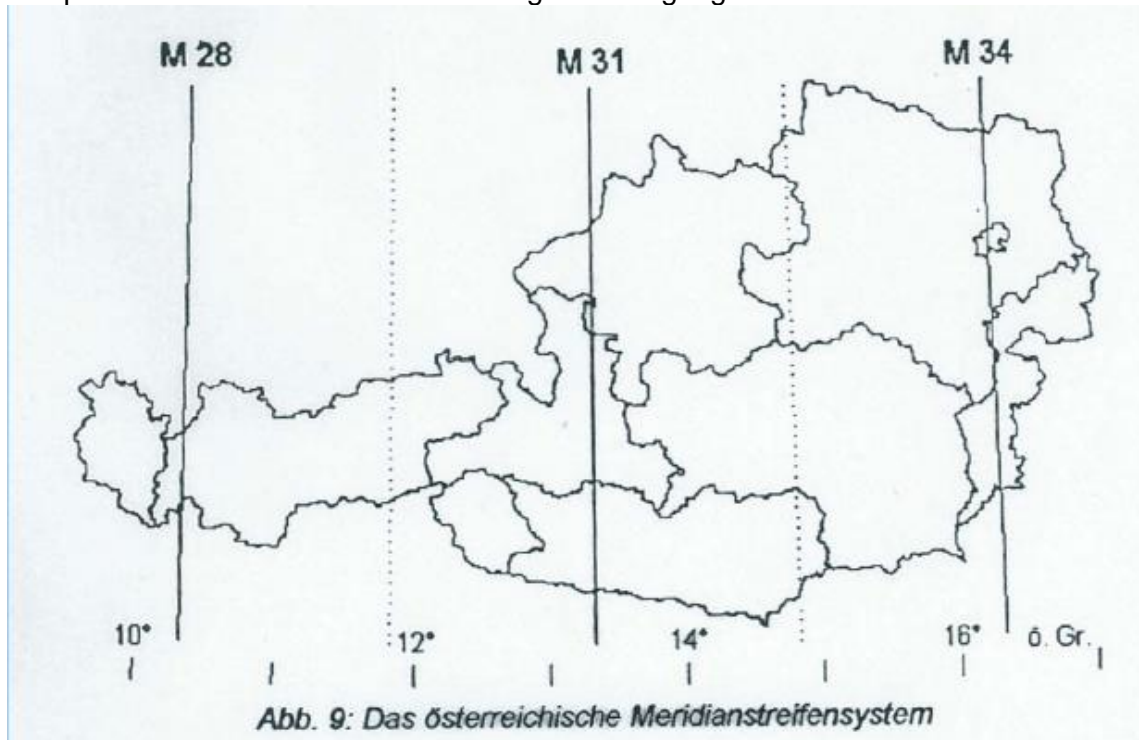 M 28 M 31 M 34
10° 12° 14° 16° ö. Gr.
Abb. 9: Das österreichische Meridianstreifensystem